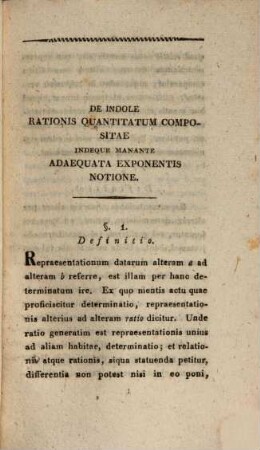 DE INDOLE
RATIONIS QUANTITATUM COMPO-
SITAE
INDEQUE MANANTE
ADAEQUATA EXPONENTIS
NOTIONE.
§. 1.
Definitio.
Repraesentationum datarum alteram a ad
alteram b referre, est illam per hanc de-
terminatum ire. Ex quo mentis actu quae
proficiscitur determinatio, repraesentatio-
nis alterius ad alteram ratio dicitur. Unde
ratio generatim est repraesentationis unius
ad aliam habitae, determinatio; et relatio-
nis atque rationis, siqua statuenda petitur,
differentia non potest nisi in eo poni,